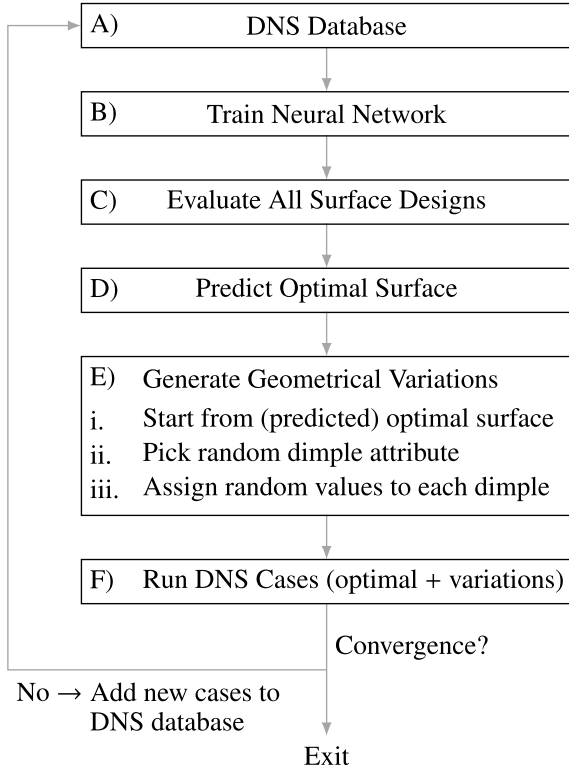 A) DNS Database
B) Train Neural Network
C) Evaluate All Surface Designs
D) Predict Optimal Surface
E) Generate Geometrical Variations
i. Start from (predicted) optimal surface
ii. Pick random dimple attribute
iii. Assign random values to each dimple
F) Run DNS Cases (optimal + variations)
Convergence?
No → Add new cases to
DNS database
Exit